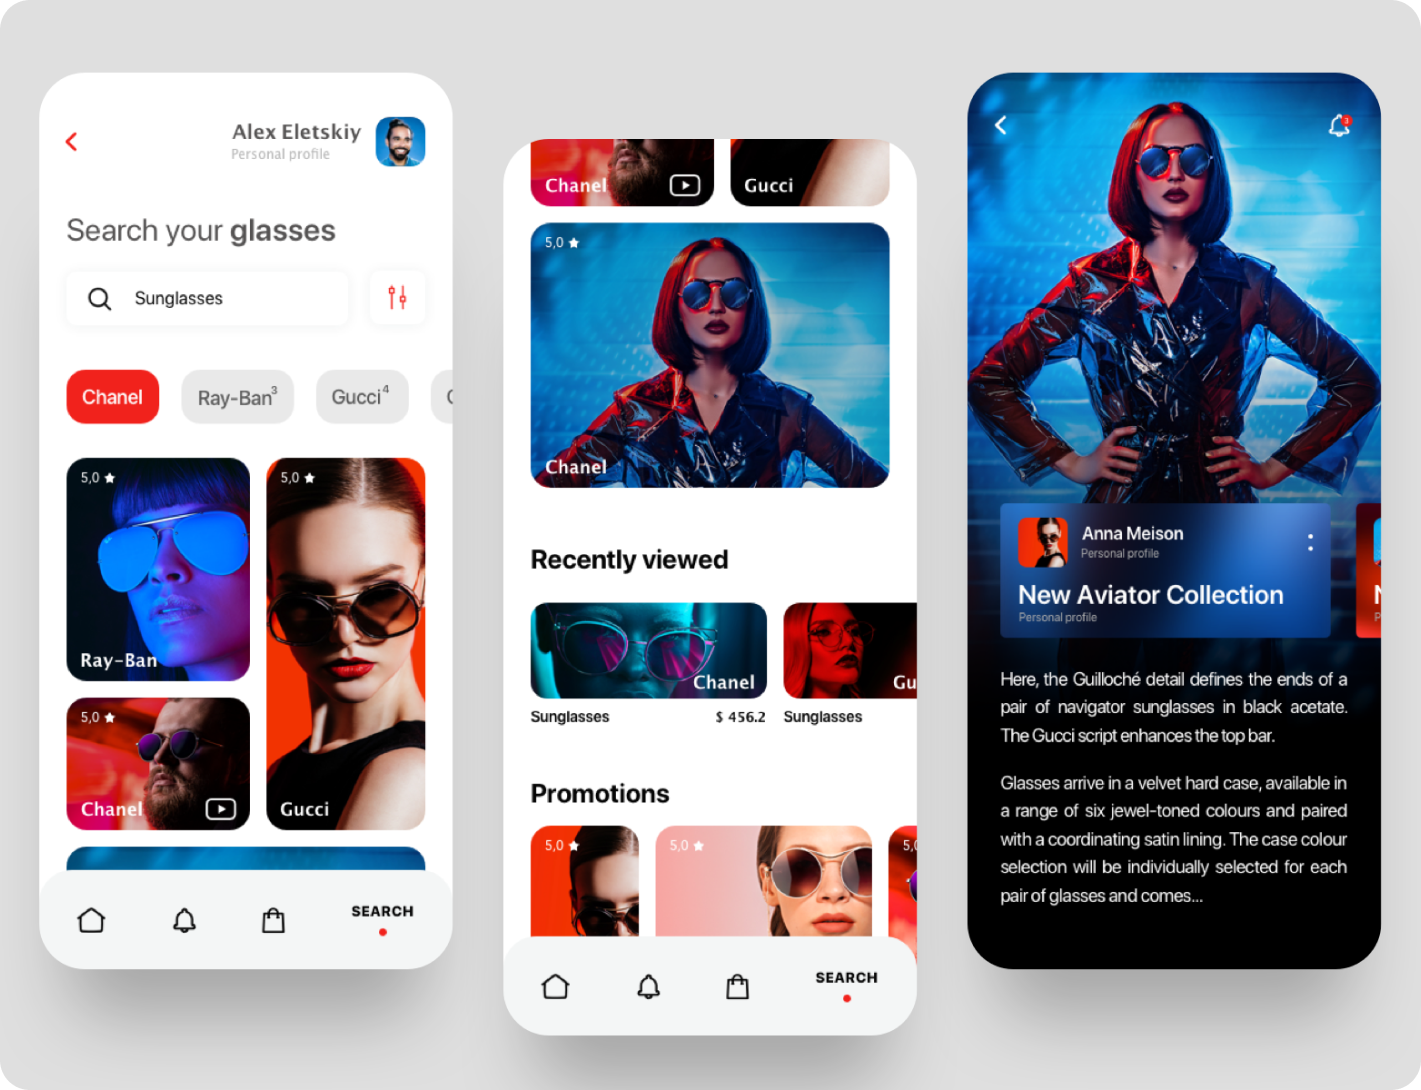 Alex Eletskiy
Personal profile
Search your glasses
Sunglasses
Chanel
Ray-Ban3
Gucci4
5,0
Ray-Ban
5,0
Gucci
5,0
Chanel
SEARCH
Chanel
Gucci
5,0
Chanel
Recently viewed
Chanel
Sunglasses
$ 456.2
Gu
Sunglasses
Promotions
5,0
5,0
5,0
SEARCH
3
Anna Meison
Personal profile
New Aviator Collection
Personal profile
Here, the Guilloché detail defines the ends of a
pair of navigator sunglasses in black acetate.
The Gucci script enhances the top bar.
Glasses arrive in a velvet hard case, available in
a range of six jewel-toned colours and paired
with a coordinating satin lining. The case colour
selection will be individually selected for each
pair of glasses and comes...